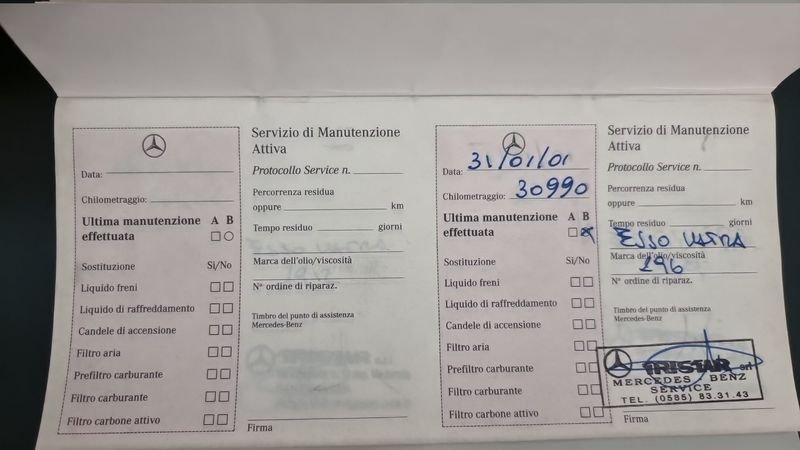 Data:
Chilometraggio:
Ultima manutenzione A B
effettuata
Sostituzione Si/No
Liquido freni
Liquido di raffreddamento
Candele di accensione
Filtro aria
Prefiltro carburante
Filtro carburante
Filtro carbone attivo
Servizio di Manutenzione
Attiva
Protocollo Service n.
Percorrenza residua
oppure km
Tempo residuo giorni
Marca dell'olio/viscosità
N° ordine di riparaz.
Timbro del punto di assistenza
Mercedes-Benz
Firma
Data: 31/01/01
Chilometraggio: 30990
Ultima manutenzione A B
effettuata
Sostituzione Si/No
Liquido freni
Liquido di raffreddamento
Candele di accensione
Filtro aria
Prefiltro carburante
Filtro carburante
Filtro carbone attivo
Servizio di Manutenzione
Attiva
Protocollo Service n.
Percorrenza residua
oppure km
Tempo residuo giorni
ESSO ULTRA
Marca dell'olio/viscosità
196
N° ordine di riparaz.
Timbro del punto di assistenza
Mercedes-Benz
TRISTAR srl
MERCEDES BENZ
SERVICE
TEL. (0585) 83.31.43
Firma